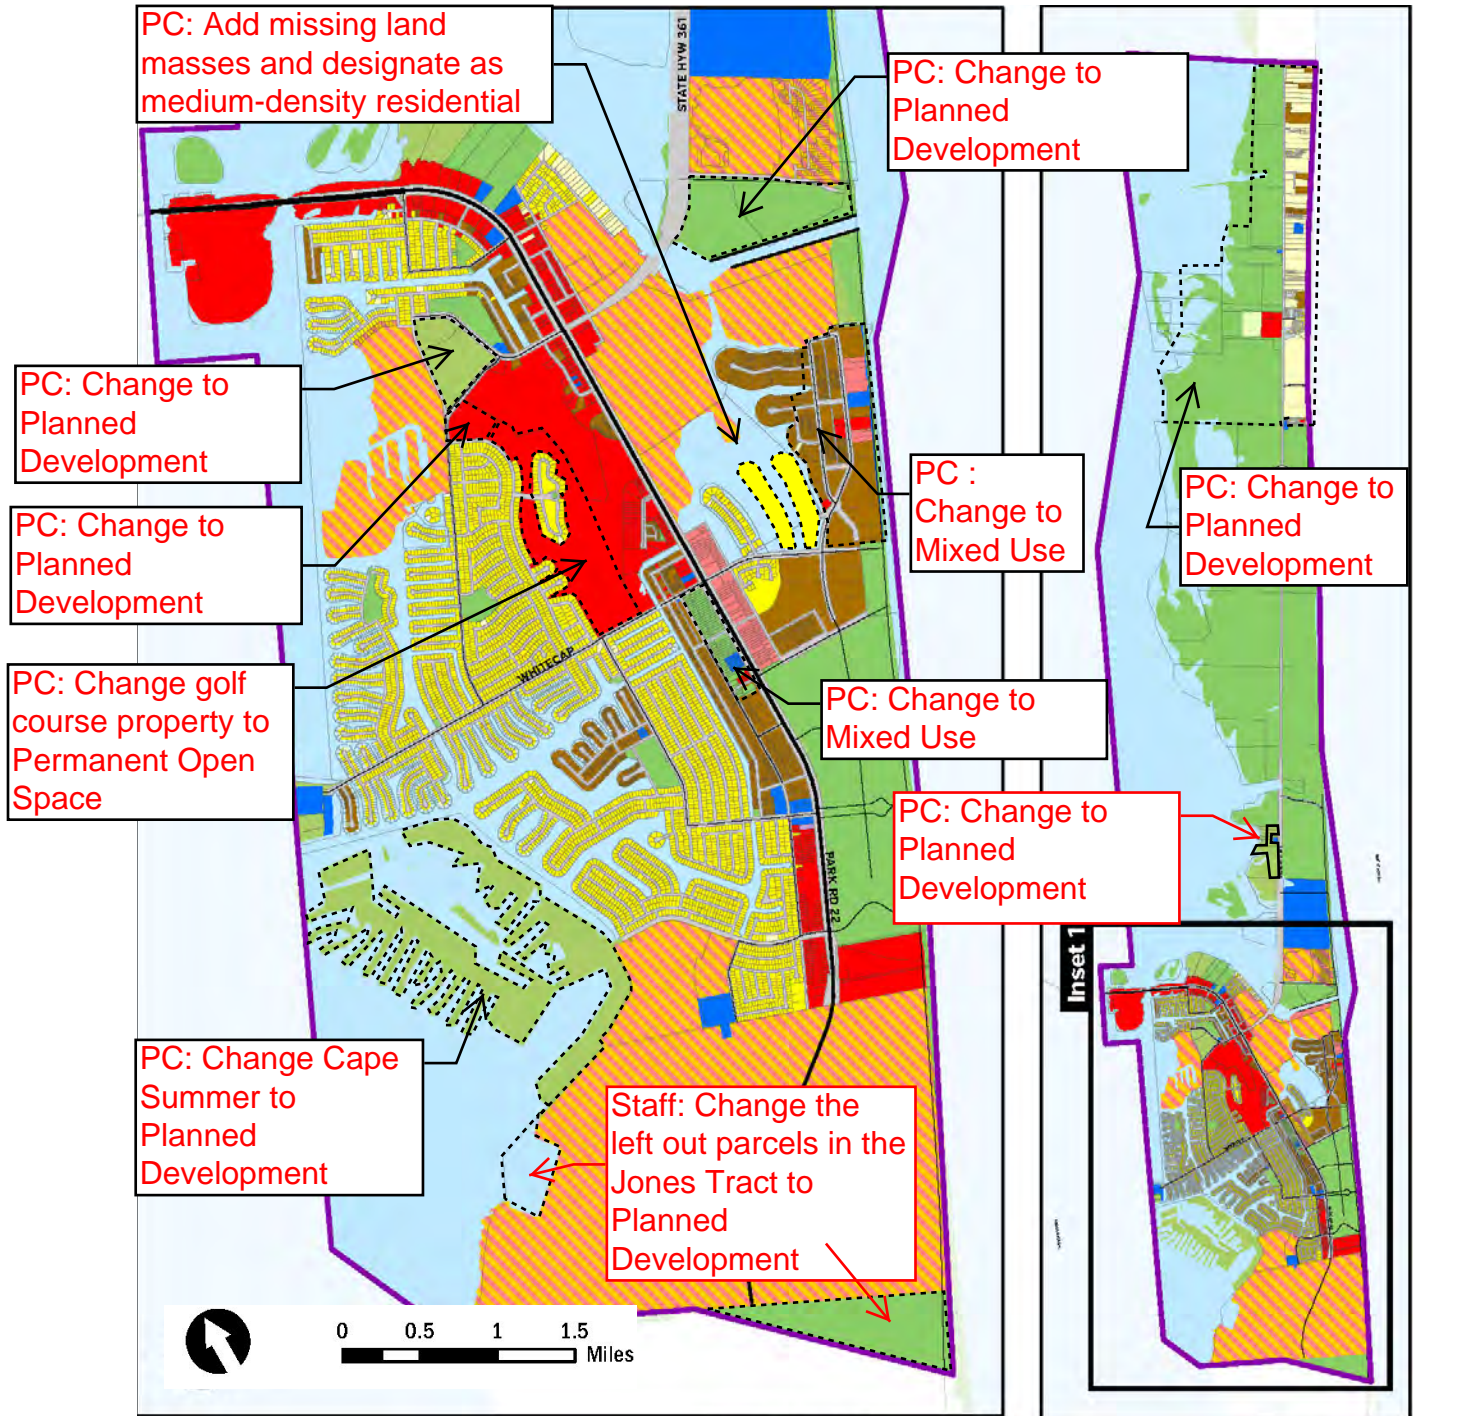 PC: Add missing land
masses and designate as
medium-density residential
STATE HYW 361
PC: Change to
Planned
Development
PC: Change to
Planned
Development
PC: Change to
Planned
Development
PC: Change golf
course property to
Permanent Open
Space
WHITECAP
PC :
Change to
Mixed Use
PC: Change to
Mixed Use
PC: Change to
Planned
Development
PC: Change to
Planned
Development
PARK RD 22
PC: Change Cape
Summer to
Planned
Development
Staff: Change the
left out parcels in the
Jones Tract to
Planned
Development
Inset 1
0 0.5 1 1.5
Miles